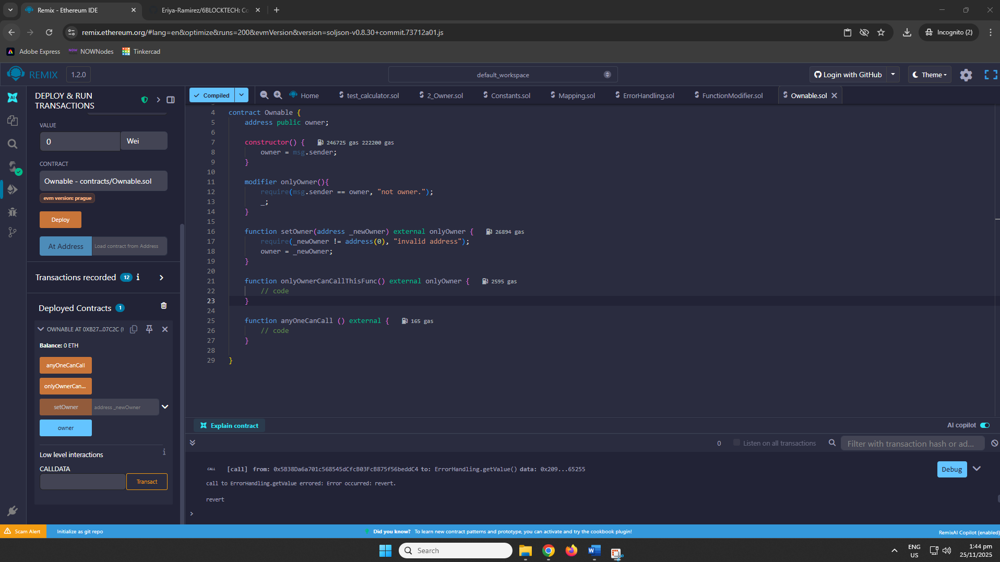 Remix - Ethereum IDE
Eriya-Ramirez/6BLOCKTECH: Co
remix.ethereum.org/#lang=en&optimize&runs=200&evmVersion&version=soljson-v0.8.30+commit.73712a01.js
Incognito (2)
Adobe Express
NOWNodes
Tinkercad
REMIX
1.2.0
default_workspace
Login with GitHub
Theme
AI
DEPLOY & RUN
TRANSACTIONS
VALUE
0
Wei
CONTRACT
Ownable - contracts/Ownable.sol
evm version: prague
Deploy
At Address
Load contract from Address
Transactions recorded 12 i
Deployed Contracts 1
OWNABLE AT 0XB27...07C2C (
Balance: 0 ETH
anyOneCanCall
onlyOwnerCan...
setOwner
address _newOwner
owner
Low level interactions
i
CALLDATA
Transact
Compiled
Home
test_calculator.sol
2_Owner.sol
Constants.sol
Mapping.sol
ErrorHandling.sol
FunctionModifier.sol
Ownable.sol
4 contract Ownable {
5 address public owner;
6
7 constructor() { 246725 gas 222200 gas
8 owner = msg.sender;
9 }
10
11 modifier onlyOwner(){
12 require(msg.sender == owner, "not owner.");
13 _;
14 }
15
16 function setOwner(address _newOwner) external onlyOwner { 26894 gas
17 require(_newOwner != address(0), "invalid address");
18 owner = _newOwner;
19 }
20
21 function onlyOwnerCanCallThisFunc() external onlyOwner { 2595 gas
22 // code
23 }
24
25 function anyOneCanCall () external { 165 gas
26 // code
27 }
28
29 }
Explain contract
AI copilot
0
Listen on all transactions
Filter with transaction hash or ad...
CALL [call] from: 0x5B38Da6a701c568545dCfcB03FcB875f56beddC4 to: ErrorHandling.getValue() data: 0x209...65255
Debug
call to ErrorHandling.getValue errored: Error occurred: revert.
revert
>
Scam Alert
Initialize as git repo
Did you know? To learn new contract patterns and prototype, you can activate and try the cookbook plugin!
RemixAI Copilot (enabled)
Search
ENG
US
1:44 pm
25/11/2025